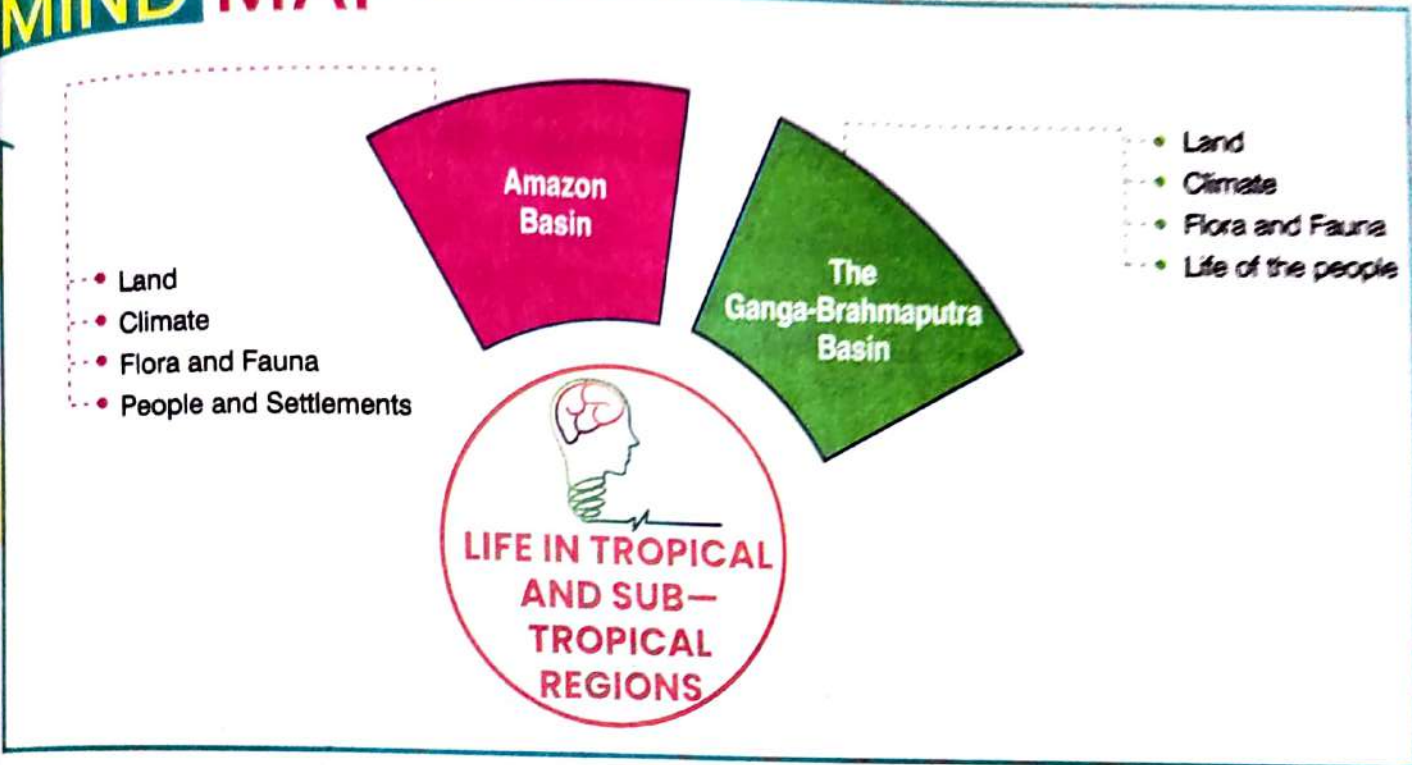 MIND MAP
Amazon
Basin
Land
Climate
Flora and Fauna
People and Settlements
The
Ganga-Brahmaputra
Basin
Land
Climate
Flora and Fauna
Life of the people
LIFE IN TROPICAL
AND SUB—
TROPICAL
REGIONS